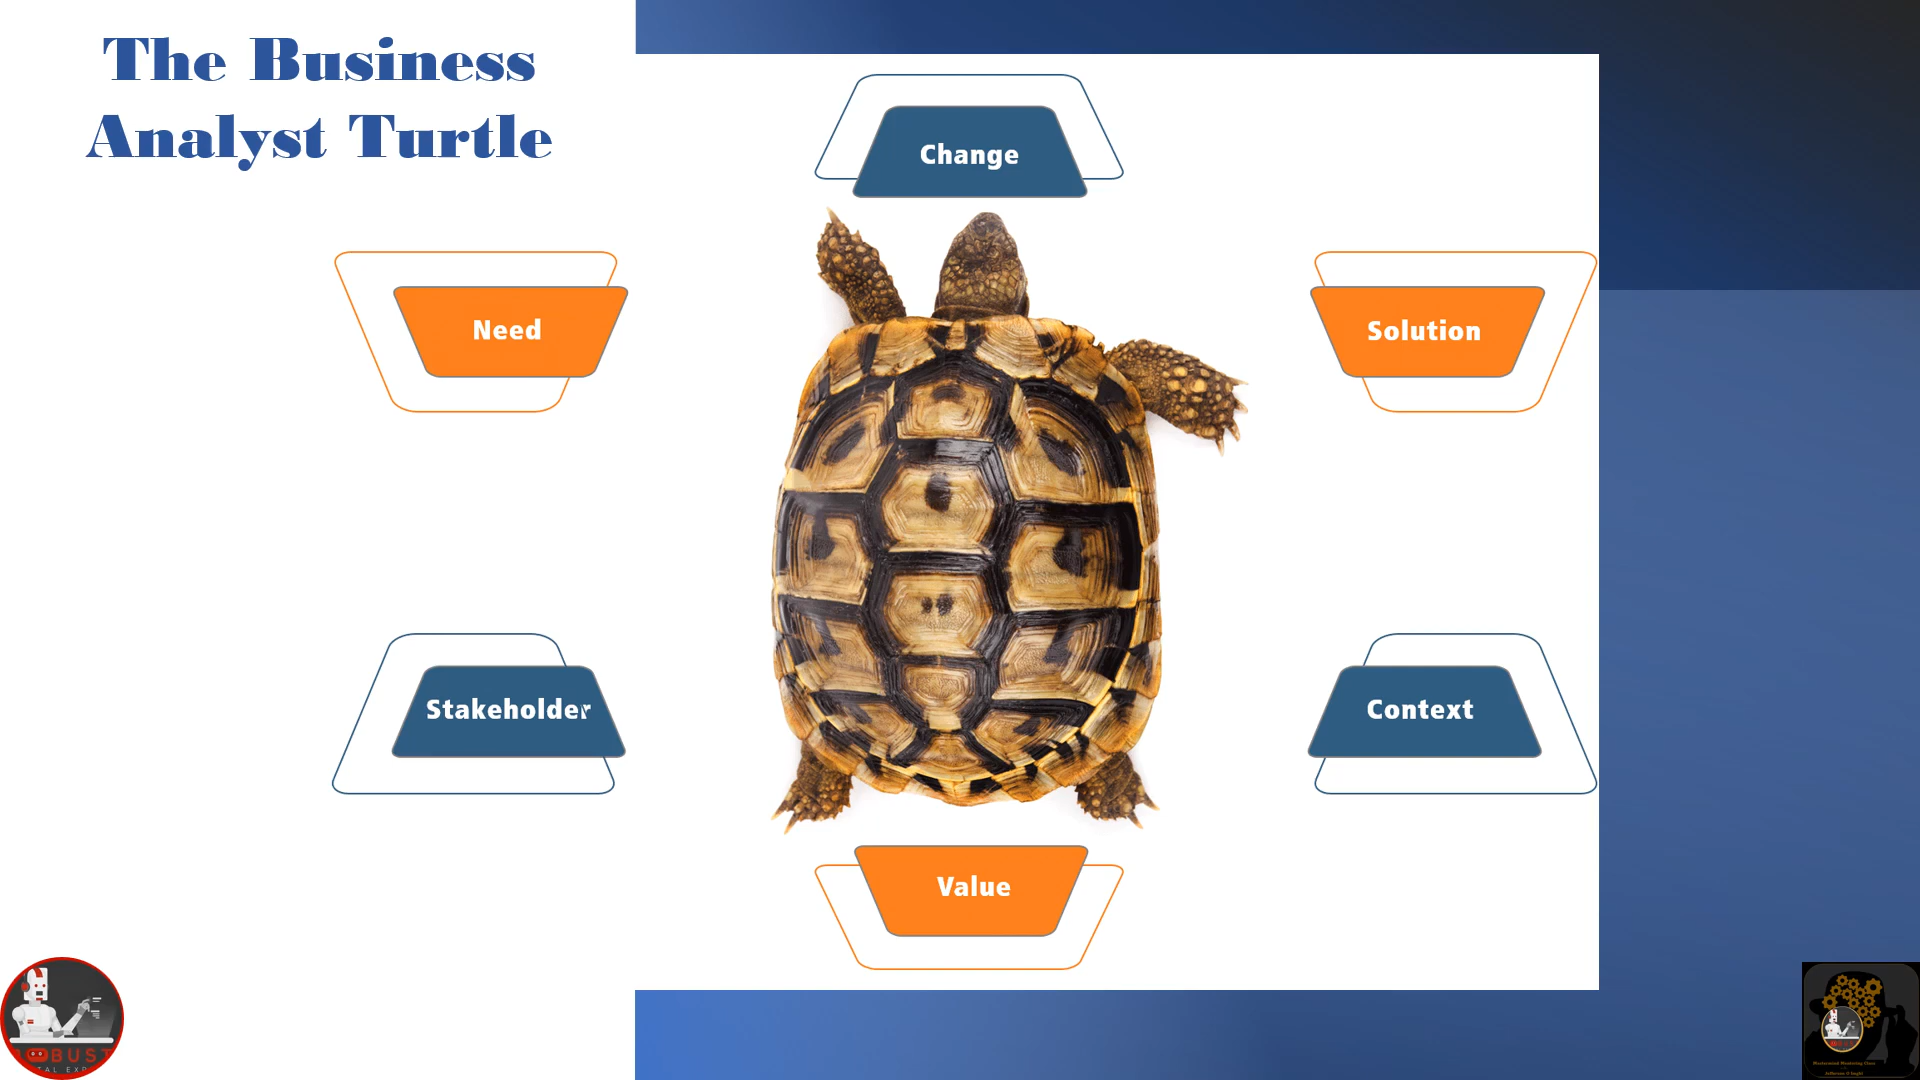 The Business
Analyst Turtle
Change
Need
Solution
Stakeholder
Context
Value